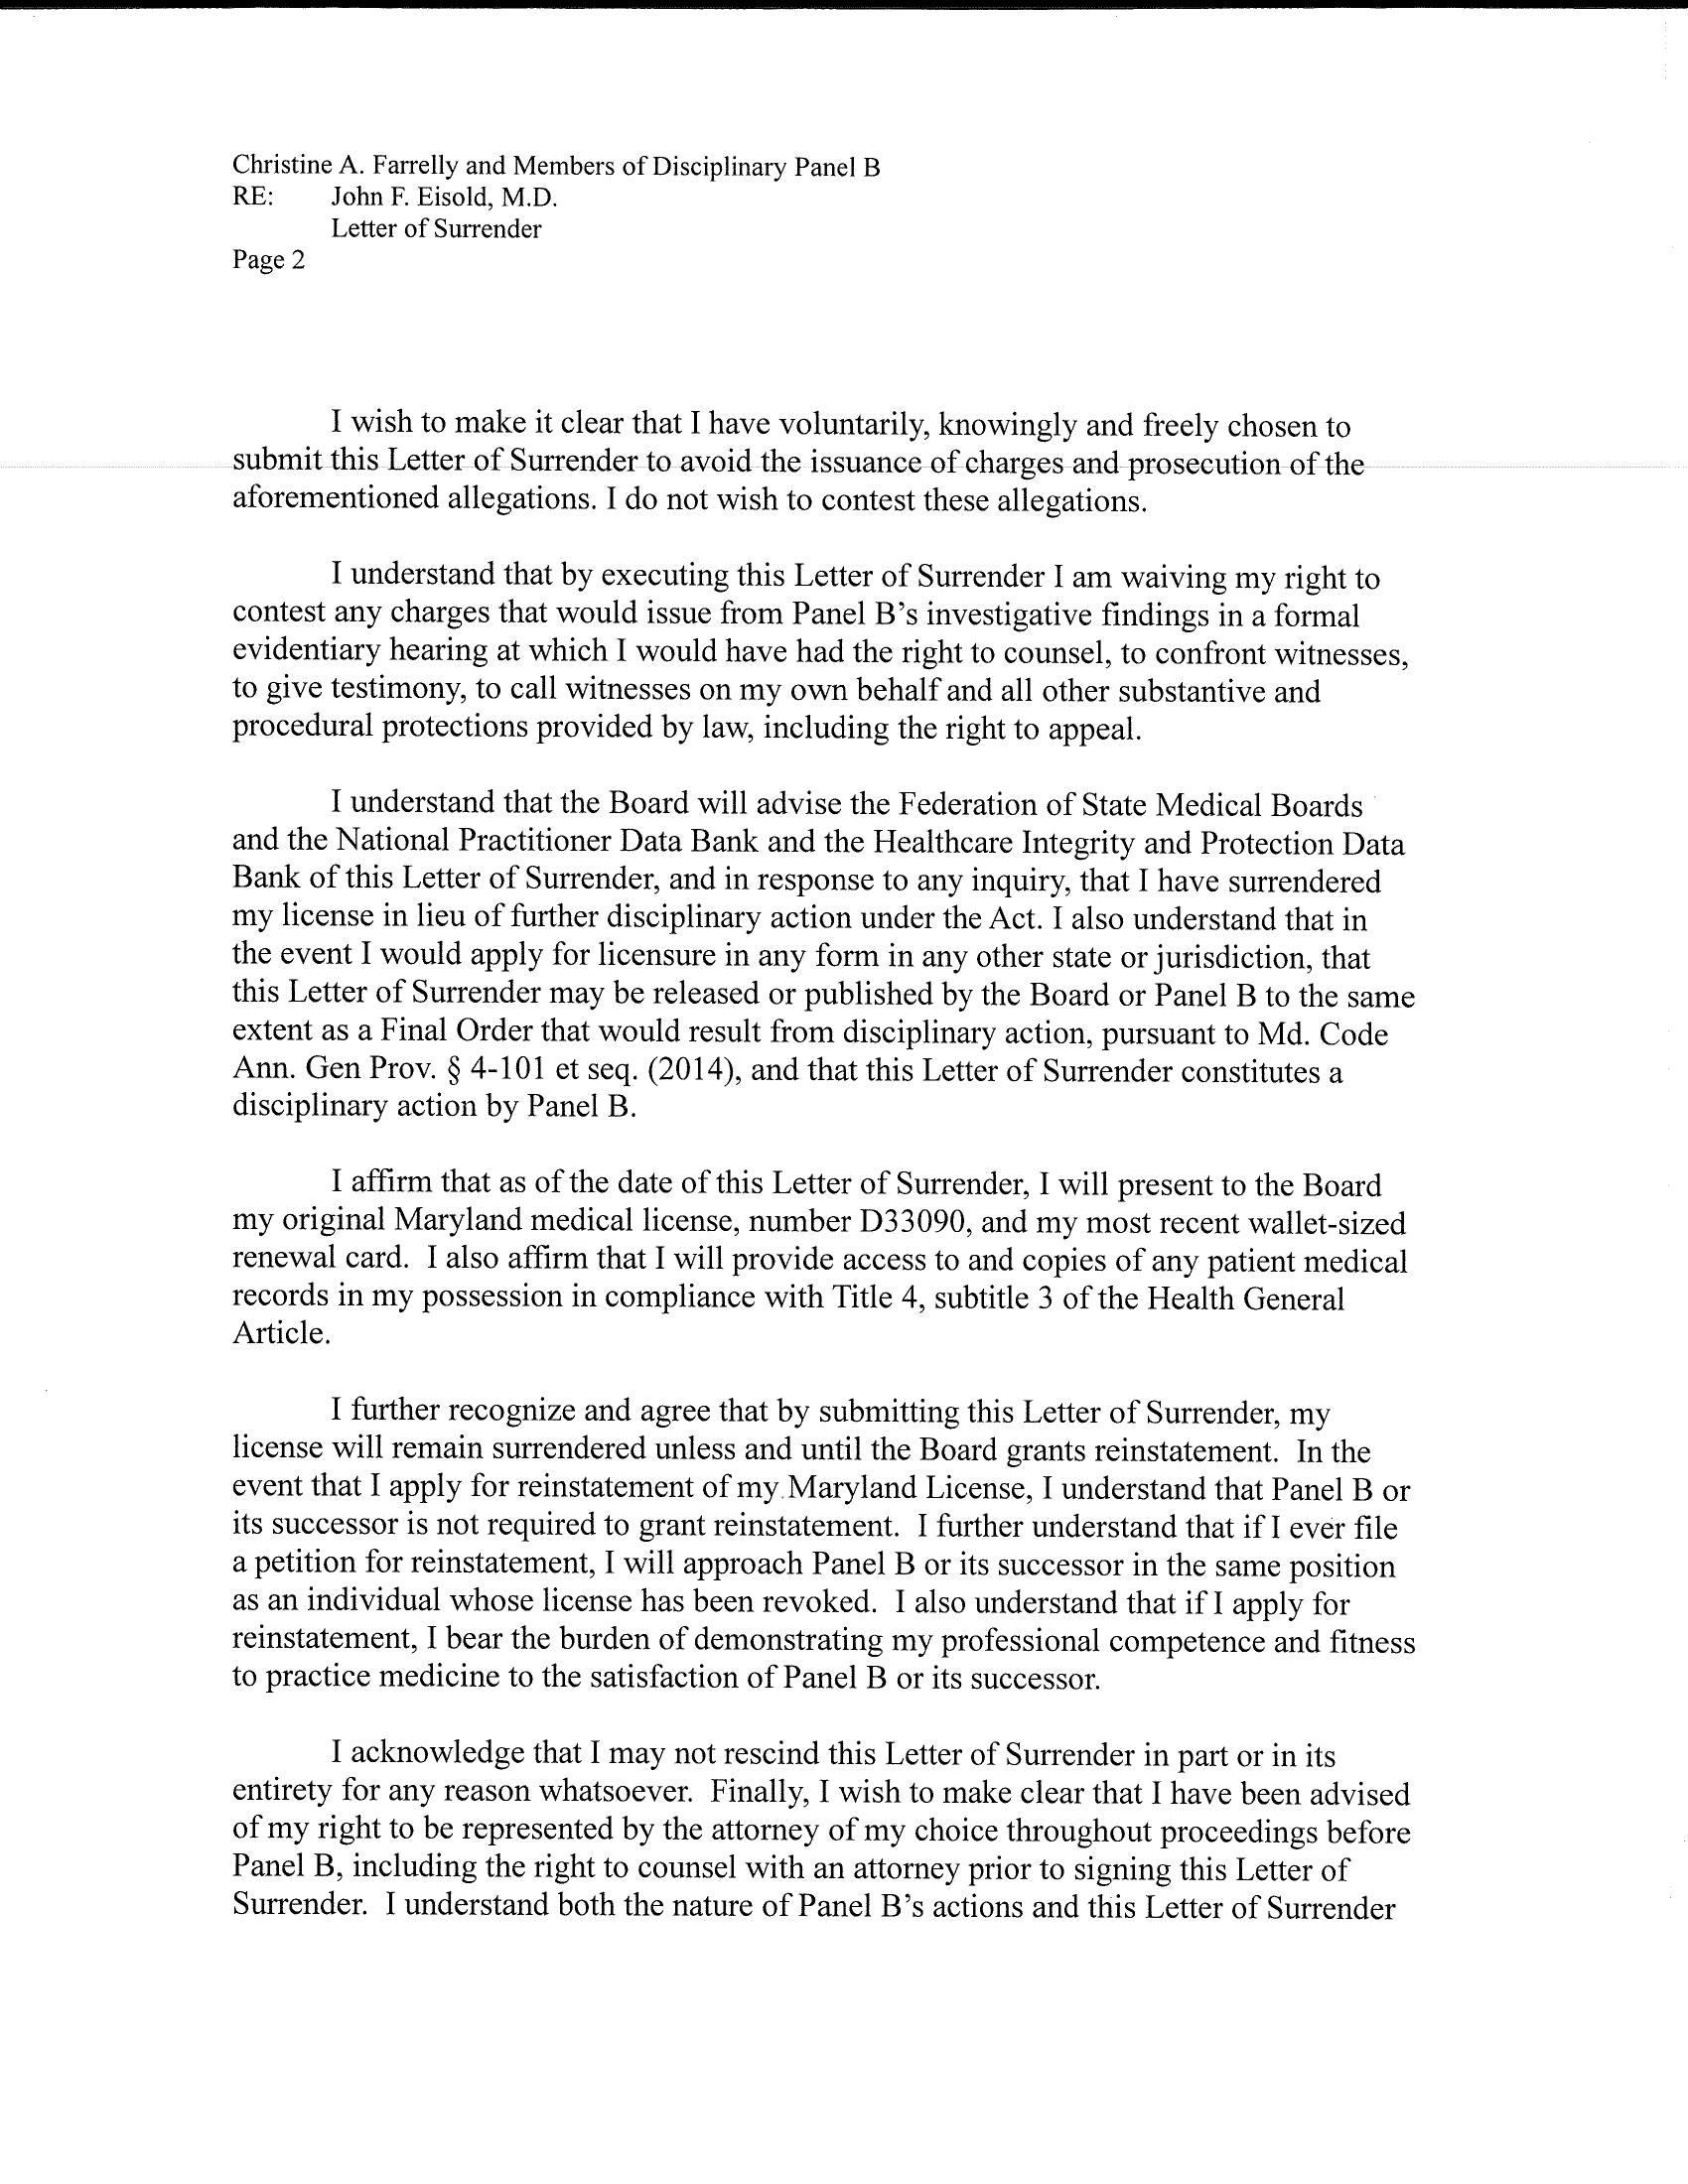 Christine A. Farrelly and Members of Disciplinary Panel B
RE: John F. Eisold, M.D.
Letter of Surrender
Page 2
I wish to make it clear that I have voluntarily, knowingly and freely chosen to
submit this Letter of Surrender to avoid the issuance of charges and prosecution of the
aforementioned allegations. I do not wish to contest these allegations.
I understand that by executing this Letter of Surrender I am waiving my right to
contest any charges that would issue from Panel B’s investigative findings in a formal
evidentiary hearing at which I would have had the right to counsel, to confront witnesses,
to give testimony, to call witnesses on my own behalf and all other substantive and
procedural protections provided by law, including the right to appeal.
I understand that the Board will advise the Federation of State Medical Boards
and the National Practitioner Data Bank and the Healthcare Integrity and Protection Data
Bank of this Letter of Surrender, and in response to any inquiry, that I have surrendered
my license in lieu of further disciplinary action under the Act. I also understand that in
the event I would apply for licensure in any form in any other state or jurisdiction, that
this Letter of Surrender may be released or published by the Board or Panel B to the same
extent as a Final Order that would result from disciplinary action, pursuant to Md. Code
Ann. Gen Prov. § 4-101 et seq. (2014), and that this Letter of Surrender constitutes a
disciplinary action by Panel B.
I affirm that as of the date of this Letter of Surrender, I will present to the Board
my original Maryland medical license, number D33090, and my most recent wallet-sized
renewal card. I also affirm that I will provide access to and copies of any patient medical
records in my possession in compliance with Title 4, subtitle 3 of the Health General
Article.
I further recognize and agree that by submitting this Letter of Surrender, my
license will remain surrendered unless and until the Board grants reinstatement. In the
event that I apply for reinstatement of my Maryland License, I understand that Panel B or
its successor is not required to grant reinstatement. I further understand that if I ever file
a petition for reinstatement, I will approach Panel B or its successor in the same position
as an individual whose license has been revoked. I also understand that if I apply for
reinstatement, I bear the burden of demonstrating my professional competence and fitness
to practice medicine to the satisfaction of Panel B or its successor.
I acknowledge that I may not rescind this Letter of Surrender in part or in its
entirety for any reason whatsoever. Finally, I wish to make clear that I have been advised
of my right to be represented by the attorney of my choice throughout proceedings before
Panel B, including the right to counsel with an attorney prior to signing this Letter of
Surrender. I understand both the nature of Panel B’s actions and this Letter of Surrender